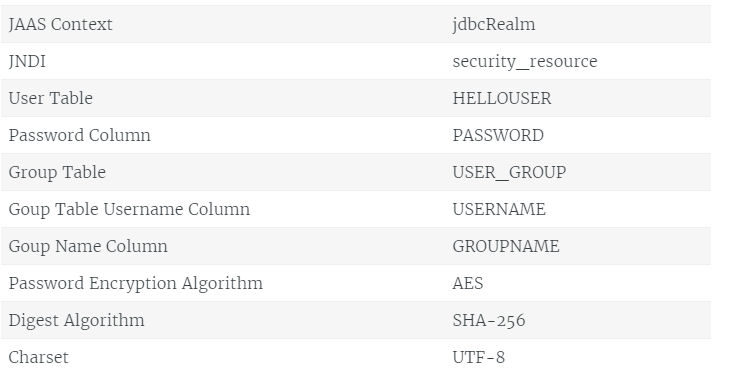 JAAS Context jdbcRealm
JNDI security_resource
User Table HELLOUSER
Password Column PASSWORD
Group Table USER_GROUP
Goup Table Username Column USERNAME
Goup Name Column GROUPNAME
Password Encryption Algorithm AES
Digest Algorithm SHA-256
Charset UTF-8